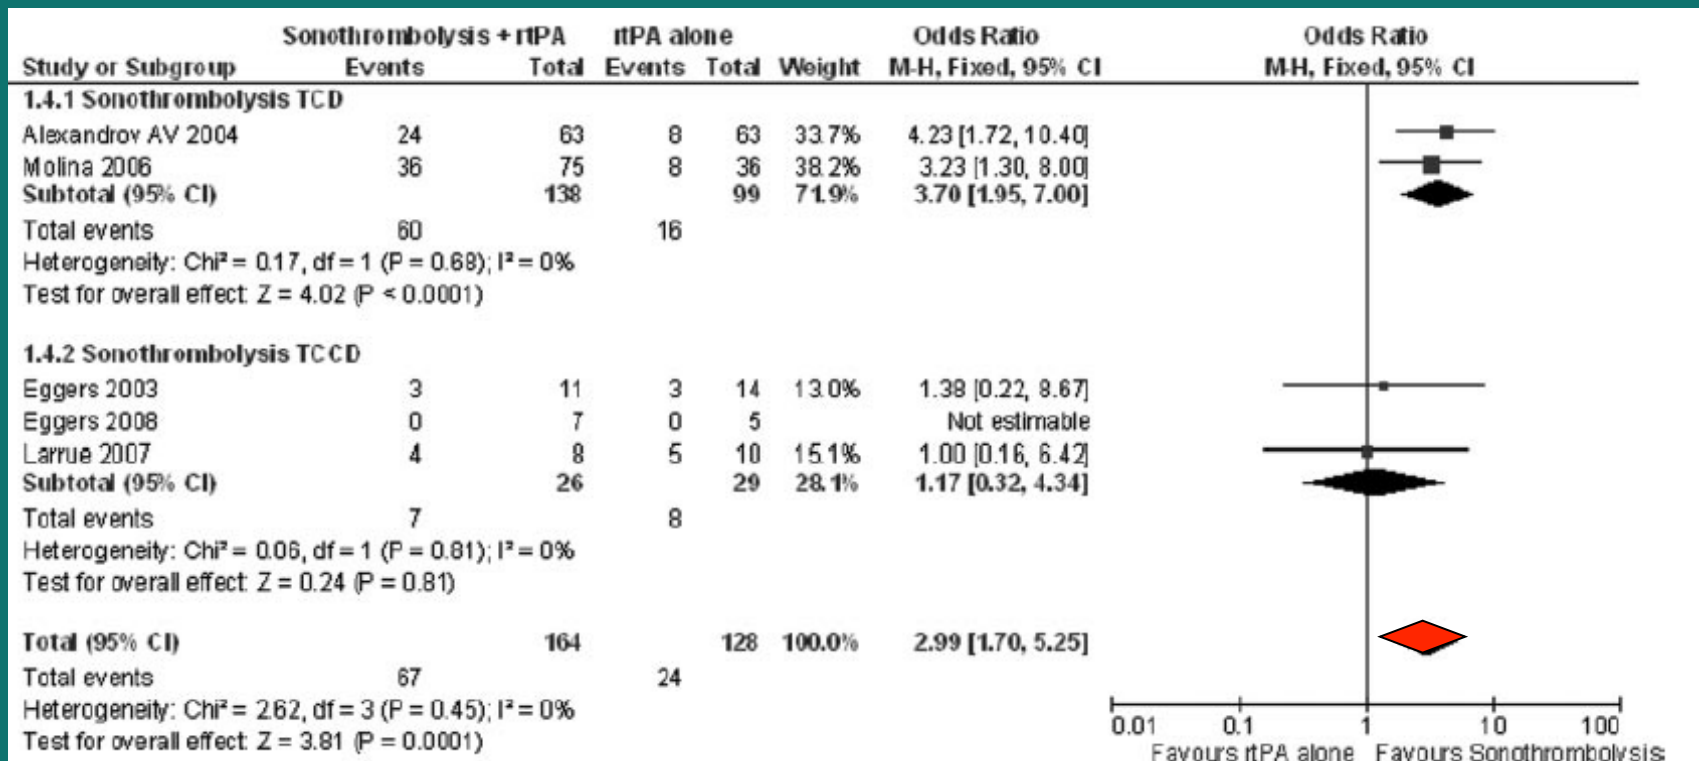 Sonothrombolysis + rtPA rtPA alone Odds Ratio Odds Ratio
Study or Subgroup Events Total Events Total Weight M-H, Fixed, 95% CI M-H, Fixed, 95% CI
1.4.1 Sonothrombolysis TCD
Alexandrov AV 2004 24 63 8 63 33.7% 4.23 [1.72, 10.40]
Molina 2006 36 75 8 36 38.2% 3.23 [1.30, 8.00]
Subtotal (95% CI) 138 99 71.9% 3.70 [1.95, 7.00]
Total events 60 16
Heterogeneity: Chi² = 0.17, df = 1 (P = 0.68); I² = 0%
Test for overall effect: Z = 4.02 (P < 0.0001)
1.4.2 Sonothrombolysis TCCD
Eggers 2003 3 11 3 14 13.0% 1.38 [0.22, 8.67]
Eggers 2008 0 7 0 5 Not estimable
Larrue 2007 4 8 5 10 15.1% 1.00 [0.16, 6.42]
Subtotal (95% CI) 26 29 28.1% 1.17 [0.32, 4.34]
Total events 7 8
Heterogeneity: Chi² = 0.06, df = 1 (P = 0.81); I² = 0%
Test for overall effect: Z = 0.24 (P = 0.81)
Total (95% CI) 164 128 100.0% 2.99 [1.70, 5.25]
Total events 67 24
Heterogeneity: Chi² = 2.62, df = 3 (P = 0.45); I² = 0%
Test for overall effect: Z = 3.81 (P = 0.0001)
0.01 0.1 1 10 100
Favours rtPA alone Favours Sonothrombolysis